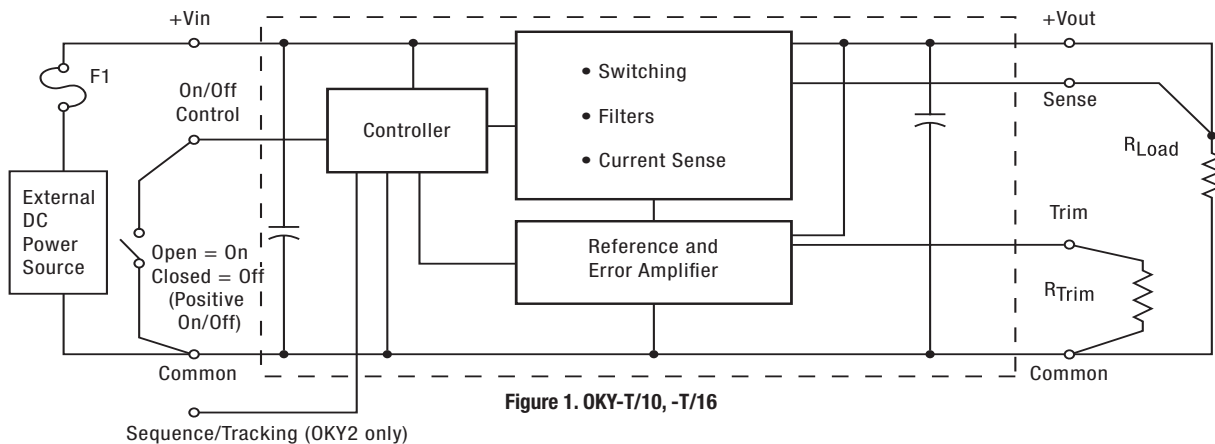 +Vin
+Vout
F1
On/Off
Control
Controller
• Switching
• Filters
• Current Sense
Sense
RLoad
External
DC
Power
Source
Open = On
Closed = Off
(Positive
On/Off)
Reference and
Error Amplifier
Trim
RTrim
Common
Common
Figure 1. OKY-T/10, -T/16
Sequence/Tracking (OKY2 only)